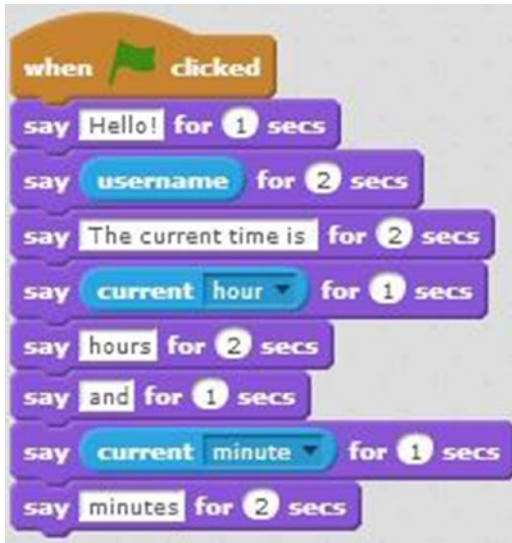 when clicked
say Hello! for 1 secs
say username for 2 secs
say The current time is for 2 secs
say current hour for 1 secs
say hours for 2 secs
say and for 1 secs
say current minute for 1 secs
say minutes for 2 secs